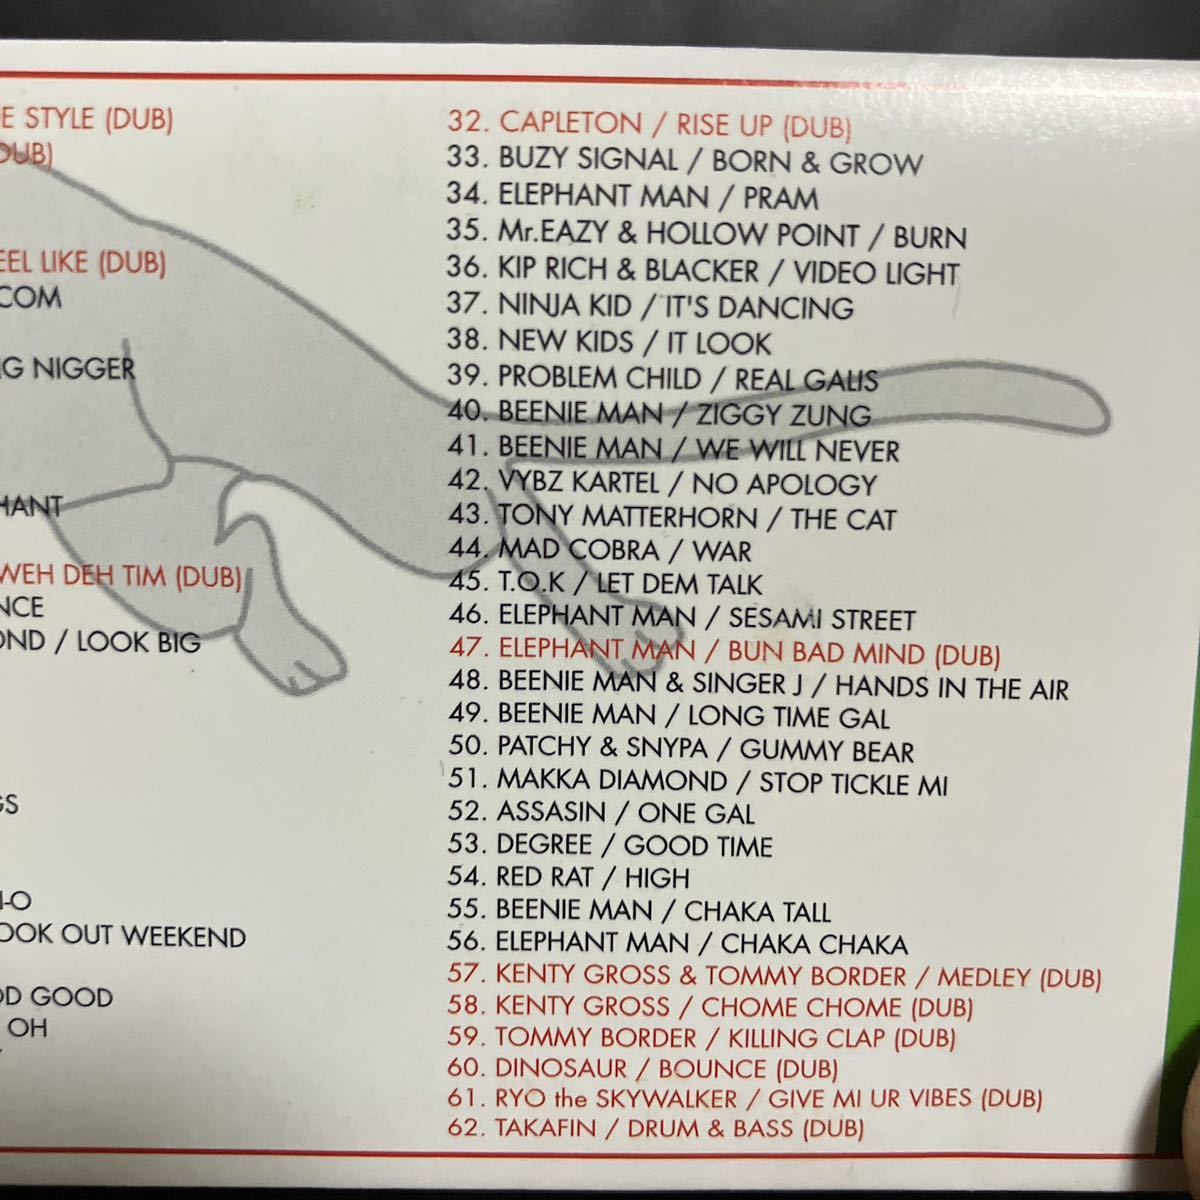 E STYLE (DUB)
DUB)
EEL LIKE (DUB)
COM
G NIGGER
HANT
WEH DEH TIM (DUB)
NCE
OND / LOOK BIG
GS
I-O
OOK OUT WEEKEND
OD GOOD
OH
32. CAPLETON / RISE UP (DUB)
33. BUZY SIGNAL / BORN & GROW
34. ELEPHANT MAN / PRAM
35. Mr.EAZY & HOLLOW POINT / BURN
36. KIP RICH & BLACKER / VIDEO LIGHT
37. NINJA KID / IT'S DANCING
38. NEW KIDS / IT LOOK
39. PROBLEM CHILD / REAL GALIS
40. BEENIE MAN / ZIGGY ZUNG
41. BEENIE MAN / WE WILL NEVER
42. VYBZ KARTEL / NO APOLOGY
43. TONY MATTERHORN / THE CAT
44. MAD COBRA / WAR
45. T.O.K / LET DEM TALK
46. ELEPHANT MAN / SESAMI STREET
47. ELEPHANT MAN / BUN BAD MIND (DUB)
48. BEENIE MAN & SINGER J / HANDS IN THE AIR
49. BEENIE MAN / LONG TIME GAL
50. PATCHY & SNYPA / GUMMY BEAR
51. MAKKA DIAMOND / STOP TICKLE MI
52. ASSASIN / ONE GAL
53. DEGREE / GOOD TIME
54. RED RAT / HIGH
55. BEENIE MAN / CHAKA TALL
56. ELEPHANT MAN / CHAKA CHAKA
57. KENTY GROSS & TOMMY BORDER / MEDLEY (DUB)
58. KENTY GROSS / CHOME CHOME (DUB)
59. TOMMY BORDER / KILLING CLAP (DUB)
60. DINOSAUR / BOUNCE (DUB)
61. RYO the SKYWALKER / GIVE MI UR VIBES (DUB)
62. TAKAFIN / DRUM & BASS (DUB)